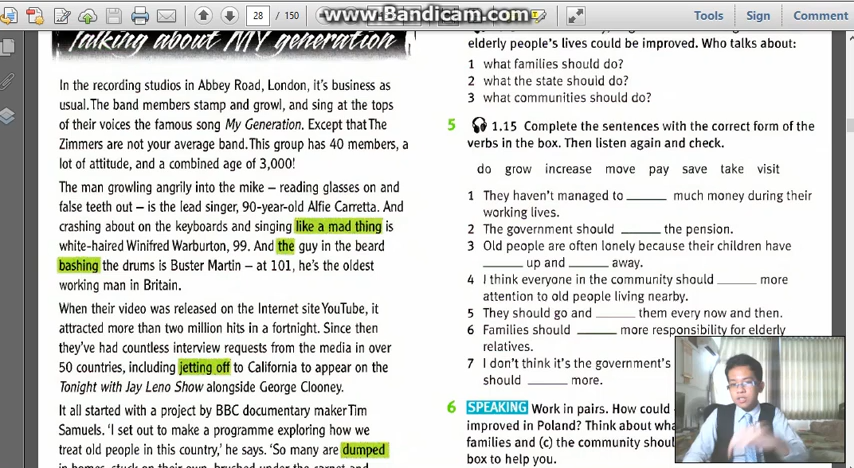 28 / 150
www.Bandicam.com
Tools
Sign
Comment
Talking about MY generation
In the recording studios in Abbey Road, London, it's business as
usual. The band members stamp and growl, and sing at the tops
of their voices the famous song My Generation. Except that The
Zimmers are not your average band. This group has 40 members, a
lot of attitude, and a combined age of 3,000!
The man growling angrily into the mike – reading glasses on and
false teeth out – is the lead singer, 90-year-old Alfie Carretta. And
crashing about on the keyboards and singing like a mad thing is
white-haired Winifred Warburton, 99. And the guy in the beard
bashing the drums is Buster Martin – at 101, he's the oldest
working man in Britain.
When their video was released on the Internet site YouTube, it
attracted more than two million hits in a fortnight. Since then
they've had countless interview requests from the media in over
50 countries, including jetting off to California to appear on the
Tonight with Jay Leno Show alongside George Clooney.
It all started with a project by BBC documentary maker Tim
Samuels. 'I set out to make a programme exploring how we
treat old people in this country,' he says. 'So many are dumped
in homes, stuck on their own, brushed under the carpet and
elderly people's lives could be improved. Who talks about:
1 what families should do?
2 what the state should do?
3 what communities should do?
5 1.15 Complete the sentences with the correct form of the
verbs in the box. Then listen again and check.
do grow increase move pay save take visit
1 They haven't managed to ______ much money during their
working lives.
2 The government should ______ the pension.
3 Old people are often lonely because their children have
______ up and ______ away.
4 I think everyone in the community should ______ more
attention to old people living nearby.
5 They should go and ______ them every now and then.
6 Families should ______ more responsibility for elderly
relatives.
7 I don't think it's the government's
should ______ more.
6 SPEAKING Work in pairs. How could
improved in Poland? Think about wha
families and (c) the community shoul
box to help you.